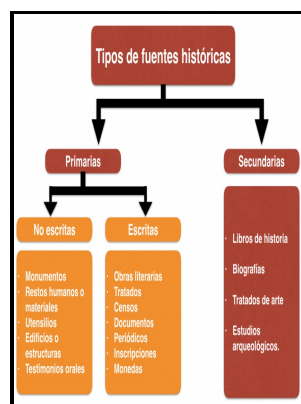 Tipos de fuentes históricas
Primarias
Secundarias
No escritas
Escritas
· Monumentos
· Restos humanos o
materiales
· Utensilios
· Edificios o
estructuras
· Testimonios orales
· Obras literarias
· Tratados
· Censos
· Documentos
· Periódicos
· Inscripciones
· Monedas
· Libros de historia
· Biografías
· Tratados de arte
· Estudios
arqueológicos.